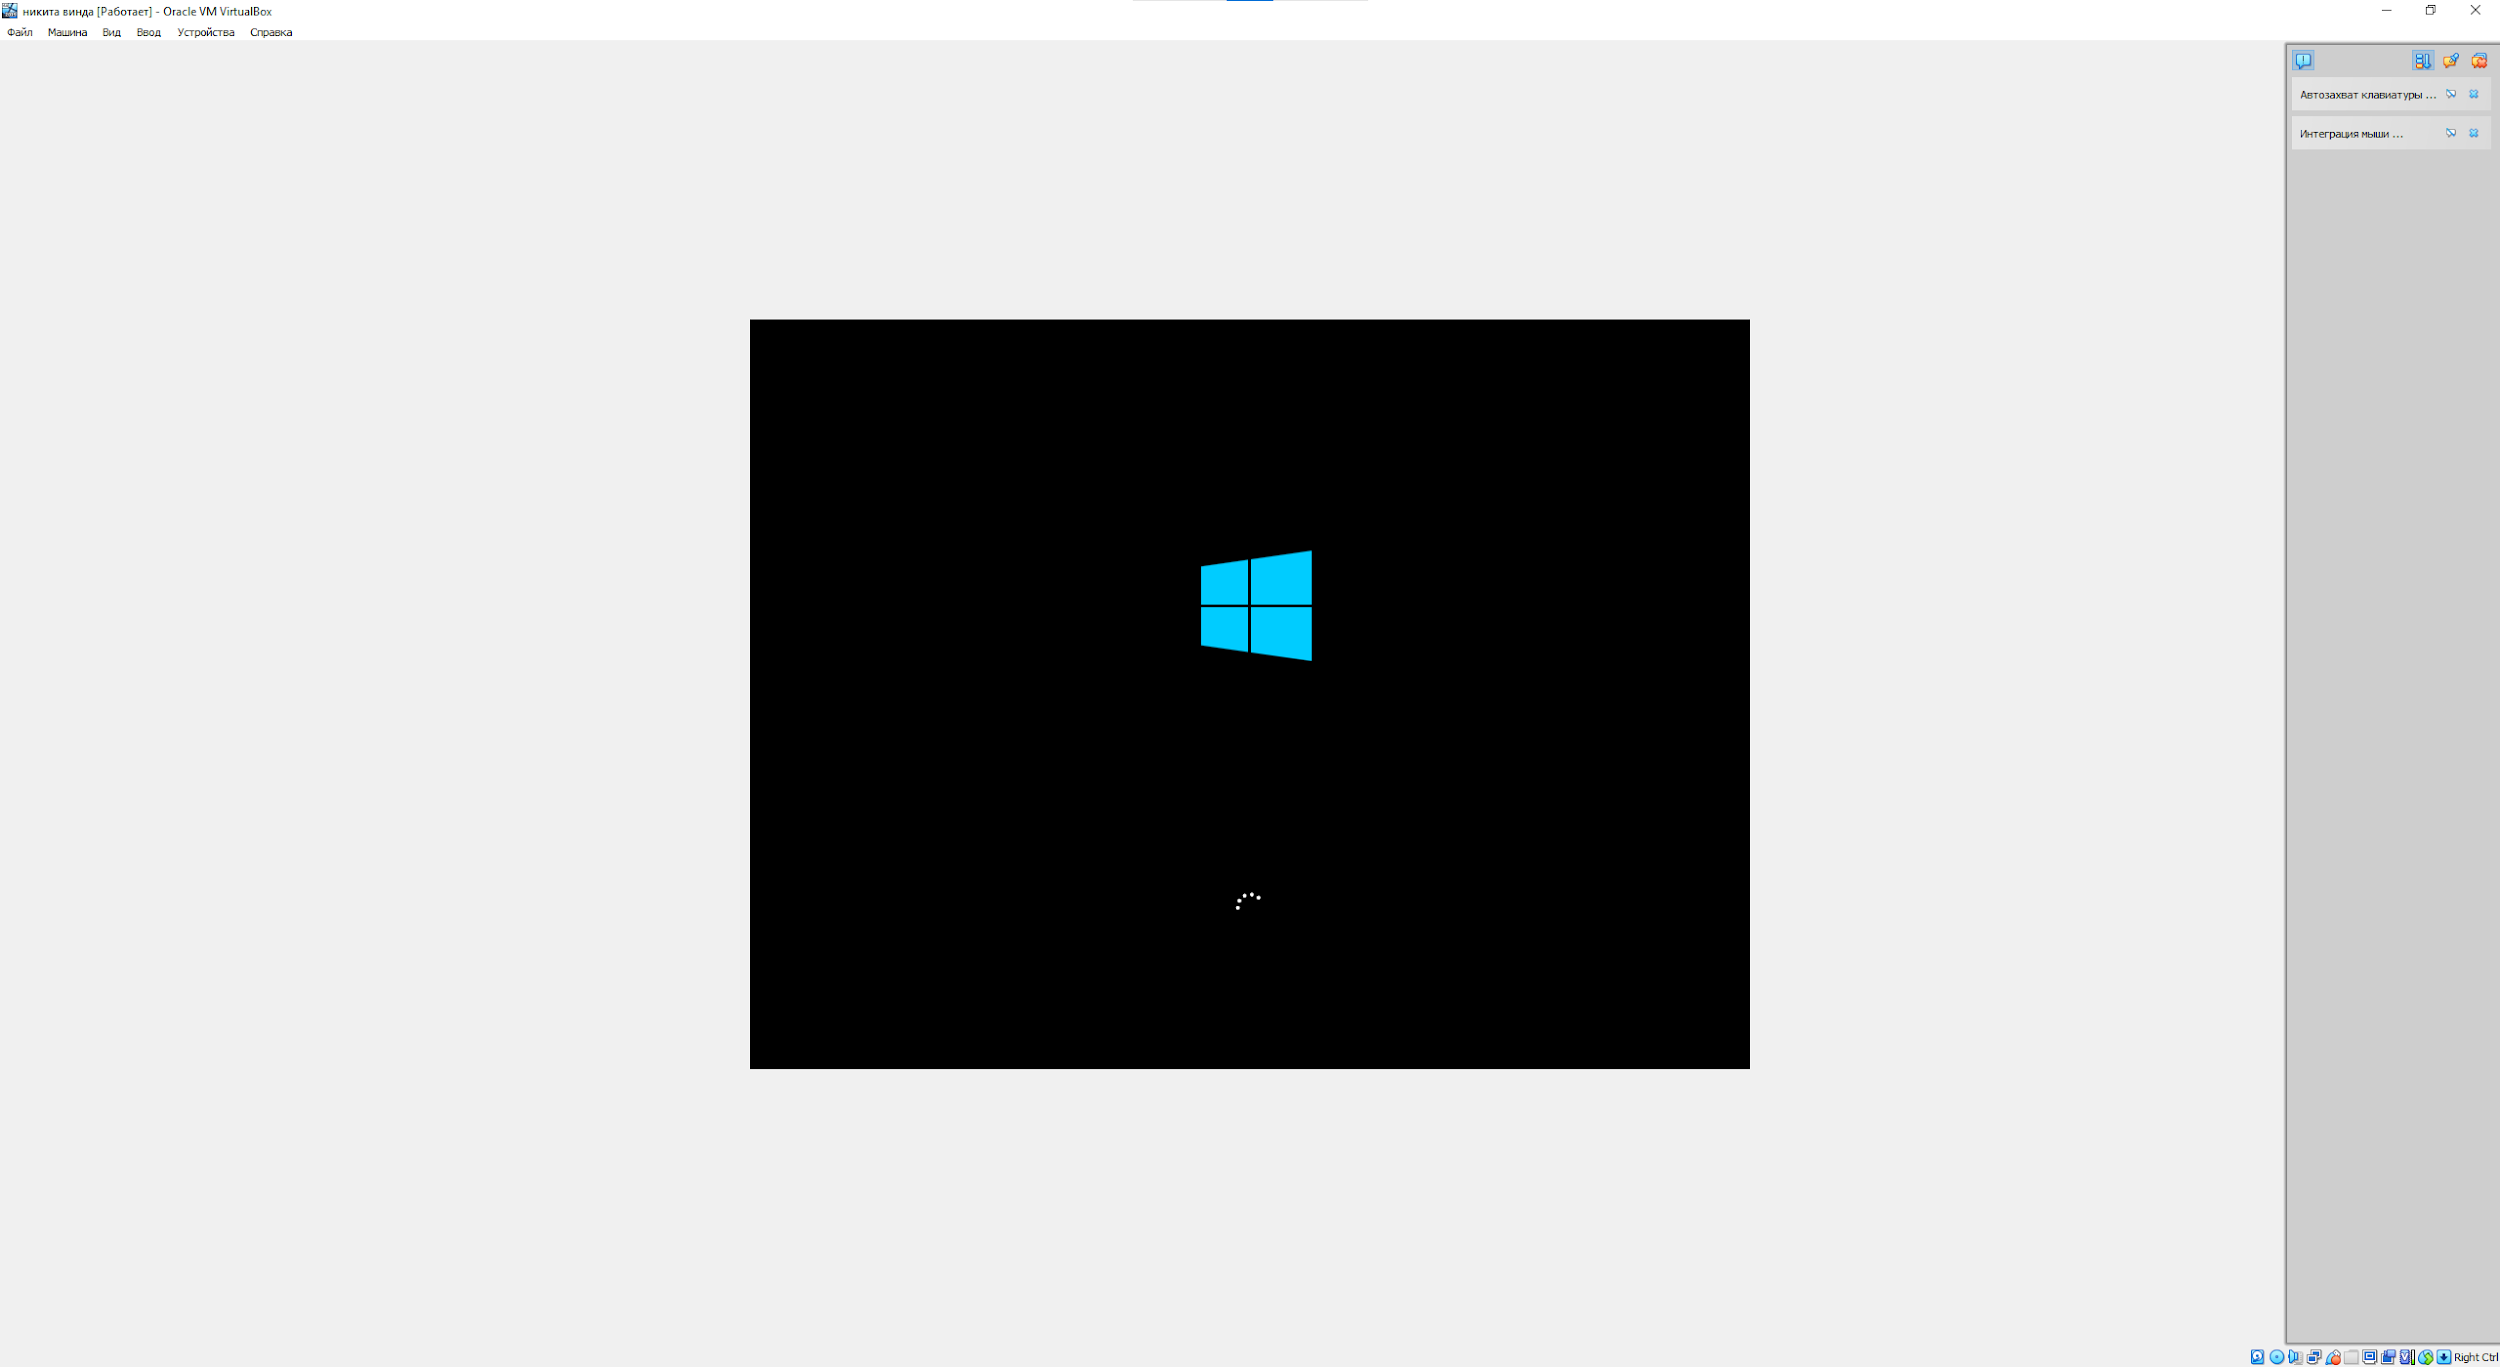 никита винда [Работает] - Oracle VM VirtualBox
Файл Машина Вид Ввод Устройства Справка
Автозахват клавиатуры ...
Интеграция мыши ...
Right Ctrl